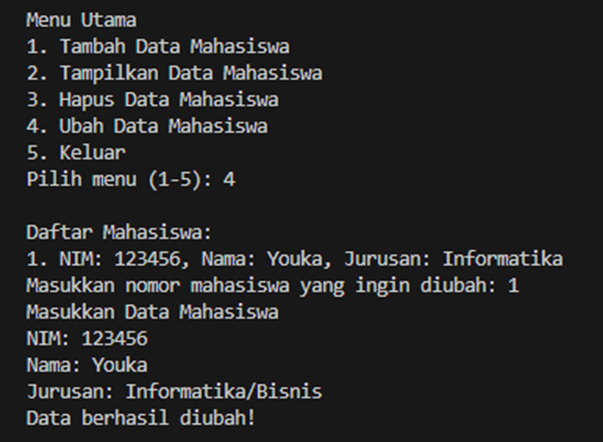 Menu Utama
1. Tambah Data Mahasiswa
2. Tampilkan Data Mahasiswa
3. Hapus Data Mahasiswa
4. Ubah Data Mahasiswa
5. Keluar
Pilih menu (1-5): 4
Daftar Mahasiswa:
1. NIM: 123456, Nama: Youka, Jurusan: Informatika
Masukkan nomor mahasiswa yang ingin diubah: 1
Masukkan Data Mahasiswa
NIM: 123456
Nama: Youka
Jurusan: Informatika/Bisnis
Data berhasil diubah!